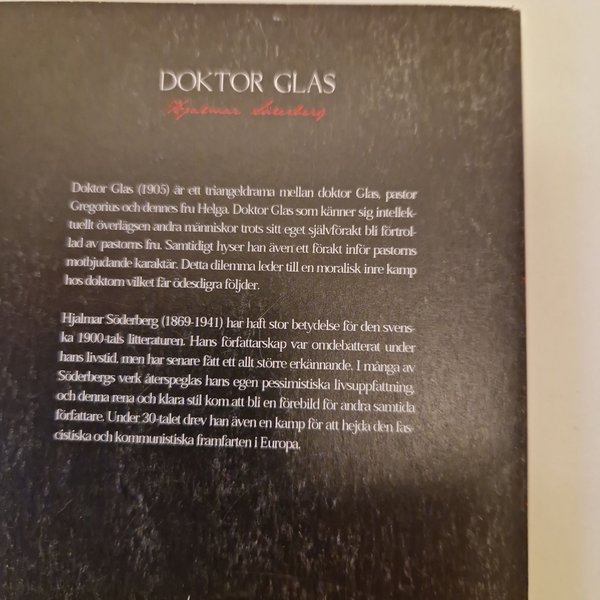 DOKTOR GLAS
Hjalmar Söderberg
Doktor Glas (1905) är ett triangeldrama mellan doktor Glas, pastor
Gregorius och dennes fru Helga. Doktor Glas som känner sig intellek-
tuellt överlägsen andra människor trots sitt eget självförakt bli förtrol-
lad av pastorns fru. Samtidigt hyser han även ett förakt inför pastorns
motbjudande karaktär. Detta dilemma leder till en moralisk inre kamp
hos doktorn vilket får ödesdigra följder.
Hjalmar Söderberg (1869-1941) har haft stor betydelse för den svens-
ka 1900-tals litteraturen. Hans författarskap var omdebatterat under
hans livstid, men har senare fått ett allt större erkännande. I många av
Söderbergs verk återspeglas hans egen pessimistiska livsuppfattning,
och denna rena och klara stil kom att bli en förebild för andra samtida
författare. Under 30-talet drev han även en kamp för att hejda den fas-
cistiska och kommunistiska framfarten i Europa.